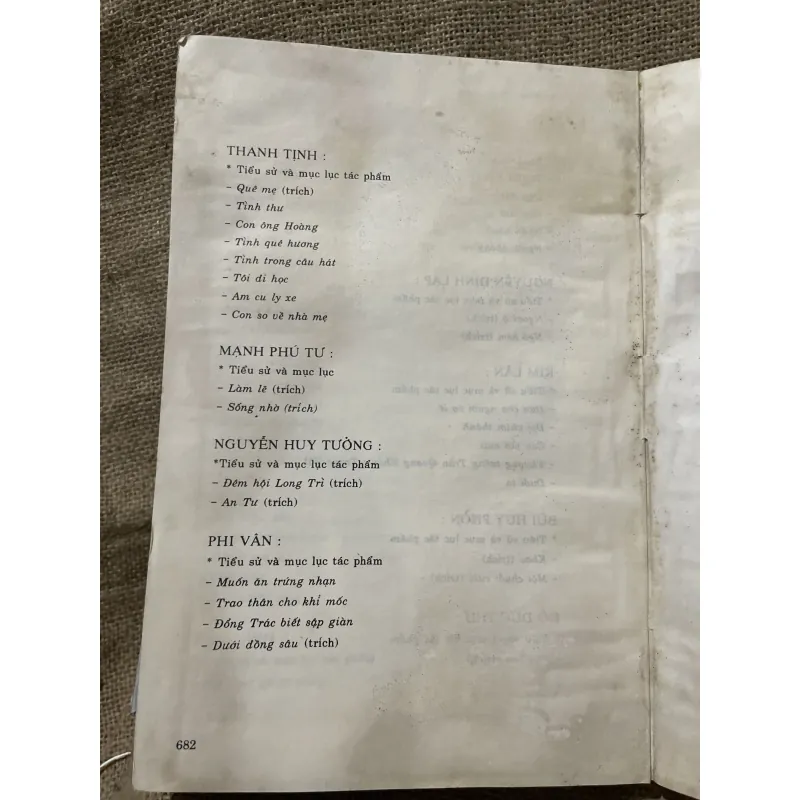 THANH TỊNH :
* Tiểu sử và mục lục tác phẩm
– Quê mẹ (trích)
– Tình thư
– Con ông Hoàng
– Tình quê hương
– Tình trong câu hát
– Tôi đi học
– Am cu ly xe
– Con so về nhà mẹ
MẠNH PHÚ TƯ :
* Tiểu sử và mục lục
– Làm lẽ (trích)
– Sống nhờ (trích)
NGUYỄN HUY TƯỞNG :
*Tiểu sử và mục lục tác phẩm
– Đêm hội Long Trì (trích)
– An Tư (trích)
PHI VÂN :
* Tiểu sử và mục lục tác phẩm
– Muốn ăn trứng nhạn
– Trao thân cho khỉ mốc
– Đồng Trác biết sập giàn
– Dưới đồng sâu (trích)
682